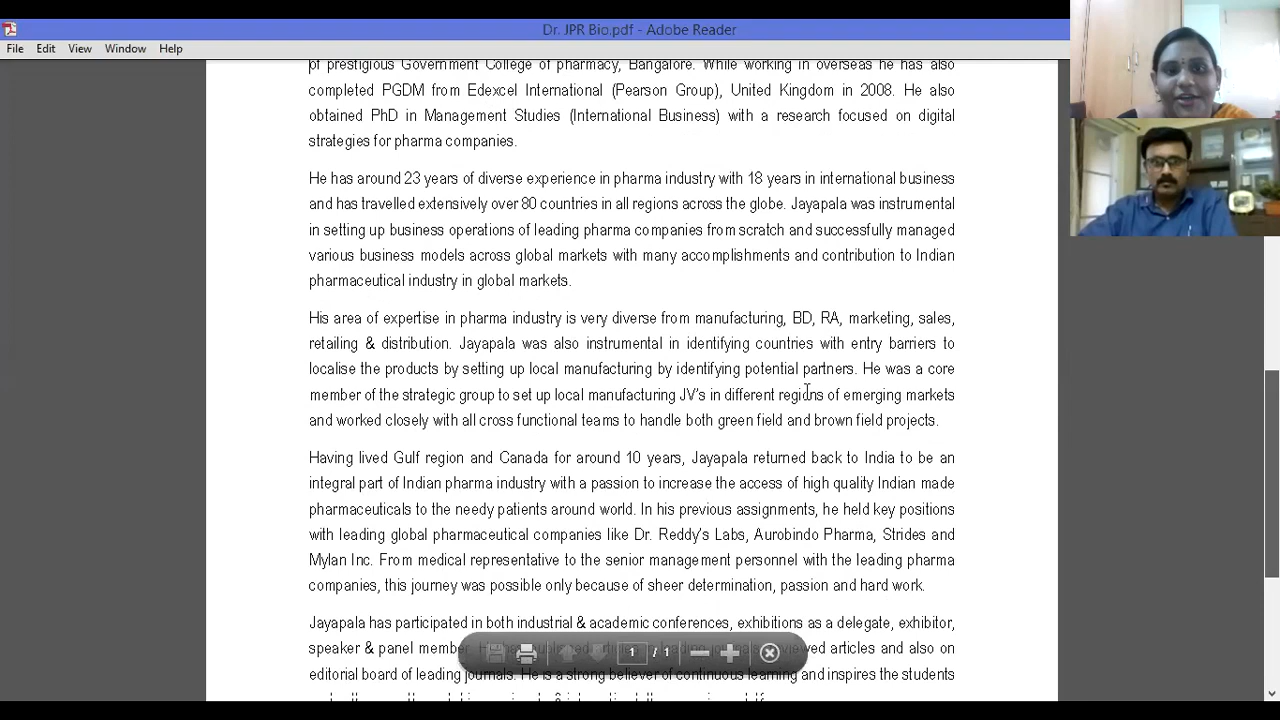 Dr. JPR Bio.pdf - Adobe Reader
File Edit View Window Help
of prestigious Government College of pharmacy, Bangalore. While working in overseas he has also
completed PGDM from Edexcel International (Pearson Group), United Kingdom in 2008. He also
obtained PhD in Management Studies (International Business) with a research focused on digital
strategies for pharma companies.
He has around 23 years of diverse experience in pharma industry with 18 years in international business
and has travelled extensively over 80 countries in all regions across the globe. Jayapala was instrumental
in setting up business operations of leading pharma companies from scratch and successfully managed
various business models across global markets with many accomplishments and contribution to Indian
pharmaceutical industry in global markets.
His area of expertise in pharma industry is very diverse from manufacturing, BD, RA, marketing, sales,
retailing & distribution. Jayapala was also instrumental in identifying countries with entry barriers to
localise the products by setting up local manufacturing by identifying potential partners. He was a core
member of the strategic group to set up local manufacturing JV's in different regions of emerging markets
and worked closely with all cross functional teams to handle both green field and brown field projects.
Having lived Gulf region and Canada for around 10 years, Jayapala returned back to India to be an
integral part of Indian pharma industry with a passion to increase the access of high quality Indian made
pharmaceuticals to the needy patients around world. In his previous assignments, he held key positions
with leading global pharmaceutical companies like Dr. Reddy's Labs, Aurobindo Pharma, Strides and
Mylan Inc. From medical representative to the senior management personnel with the leading pharma
companies, this journey was possible only because of sheer determination, passion and hard work.
Jayapala has participated in both industrial & academic conferences, exhibitions as a delegate, exhibitor,
speaker & panel member articles and also on
editorial board of leading journals. He is a strong believer of continuous learning and inspires the students
1 / 1